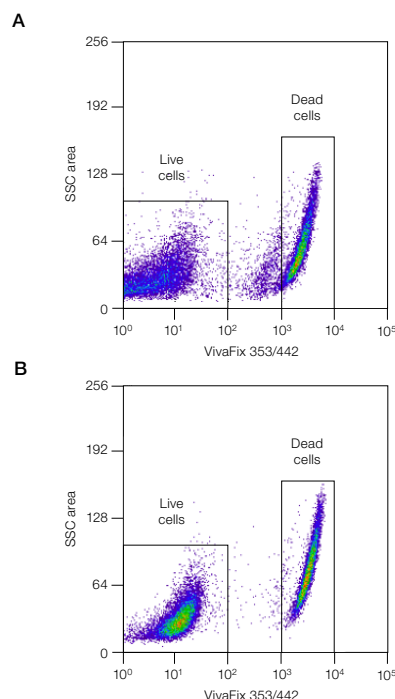 A
256
192
128
64
0
SSC area
Live
cells
Dead
cells
10⁰
10¹
10²
10³
10⁴
10⁵
VivaFix 353/442
B
256
192
128
64
0
SSC area
Live
cells
Dead
cells
10⁰
10¹
10²
10³
10⁴
10⁵
VivaFix 353/442